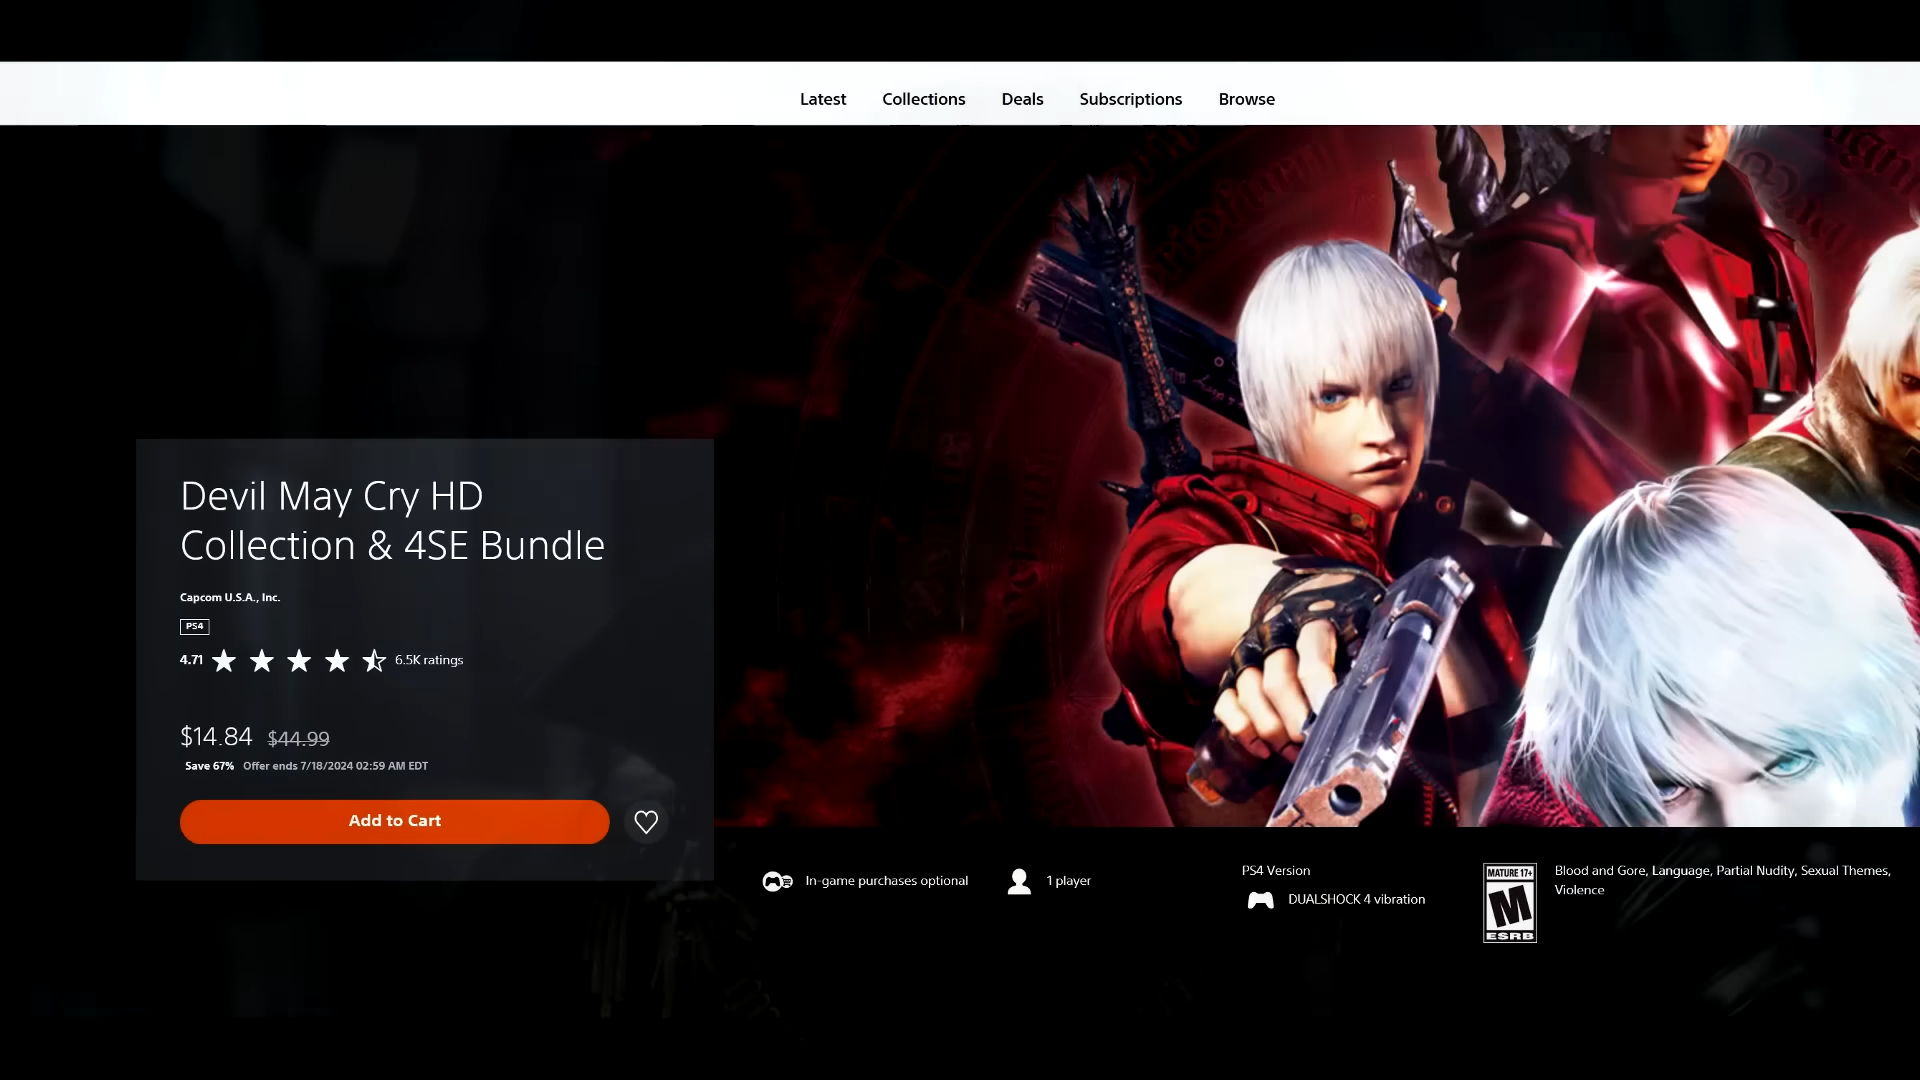 Latest Collections Deals Subscriptions Browse
Devil May Cry HD
Collection & 4SE Bundle
Capcom U.S.A., Inc.
PS4
4.71 6.5K ratings
$14.84 $44.99
Save 67% Offer ends 7/18/2024 02:59 AM EDT
Add to Cart
In-game purchases optional
1 player
PS4 Version
DUALSHOCK 4 vibration
MATURE 17+
M
ESRB
Blood and Gore, Language, Partial Nudity, Sexual Themes,
Violence